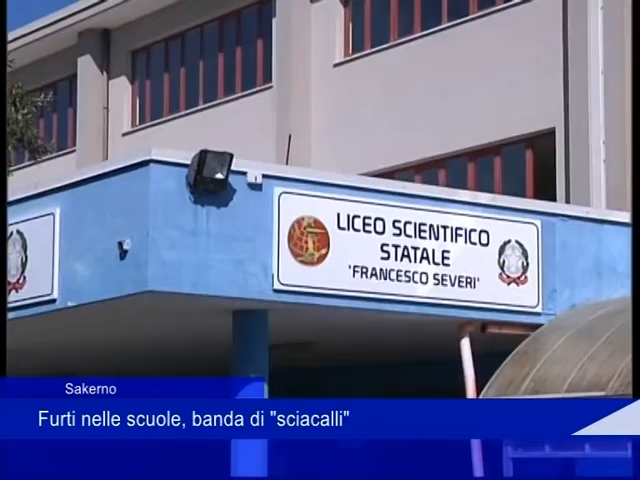 LICEO SCIENTIFICO
STATALE
"FRANCESCO SEVERI"
Sakerno
Furti nelle scuole, banda di "sciacalli"